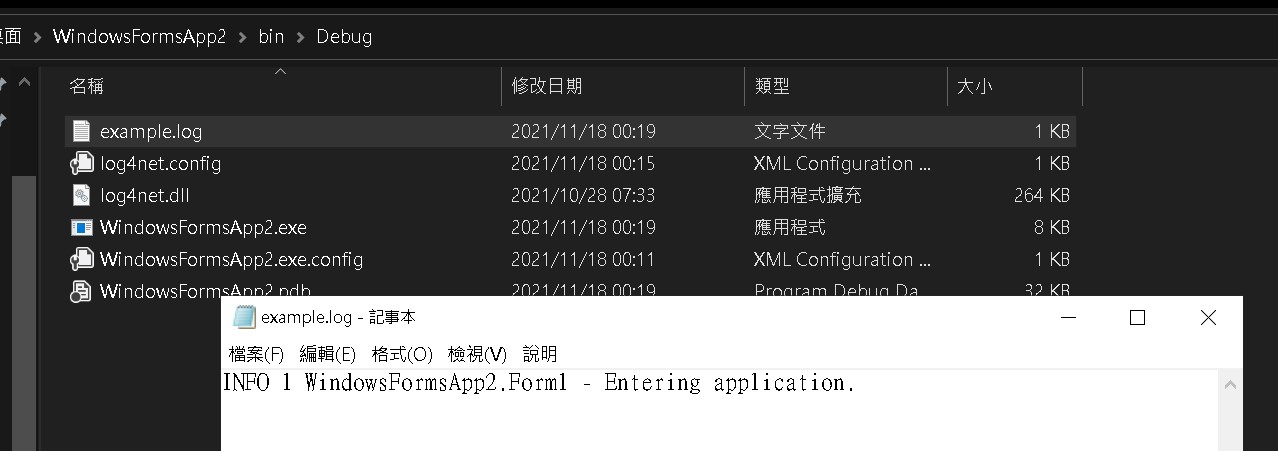 桌面 > WindowsFormsApp2 > bin > Debug
名稱 修改日期 類型 大小
example.log 2021/11/18 00:19 文字文件 1 KB
log4net.config 2021/11/18 00:15 XML Configuration ... 1 KB
log4net.dll 2021/10/28 07:33 應用程式擴充 264 KB
WindowsFormsApp2.exe 2021/11/18 00:19 應用程式 8 KB
WindowsFormsApp2.exe.config 2021/11/18 00:11 XML Configuration ... 1 KB
WindowsFormsApp2.pdb 2021/11/18 00:19 Program Debug Da... 32 KB
example.log - 記事本
檔案(F) 編輯(E) 格式(O) 檢視(V) 說明
INFO 1 WindowsFormsApp2.Form1 - Entering application.